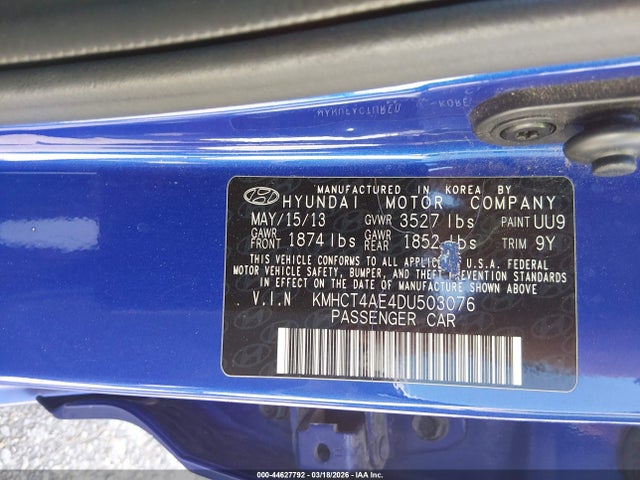 MANUFACTURED KORE
MANUFACTURED IN KOREA BY
HYUNDAI MOTOR COMPANY
MAY/15/13 GVWR 3527 lbs PAINT UU9
GAWR FRONT 1874 lbs GAWR REAR 1852 lbs TRIM 9Y
THIS VEHICLE CONFORMS TO ALL U.S.A. FEDERAL
MOTOR VEHICLE SAFETY, BUMPER, AND THEFT PREVENTION STANDARDS
IN EFFECT ON THE DATE OF MANUFACTURE SHOWN ABOVE
V.I.N KMHCT4AE4DU503076
PASSENGER CAR
000-44627792 - 03/18/2026 - IAA, Inc.